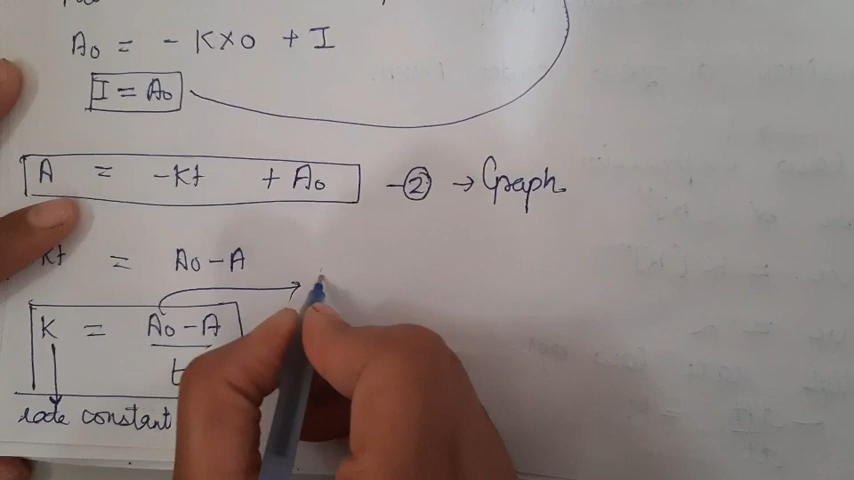 A₀ = - K×0 + I
I = A₀
A = -Kt + A₀ -② → Graph
Kt = A₀ - A
K = A₀ - A
t
rate constant